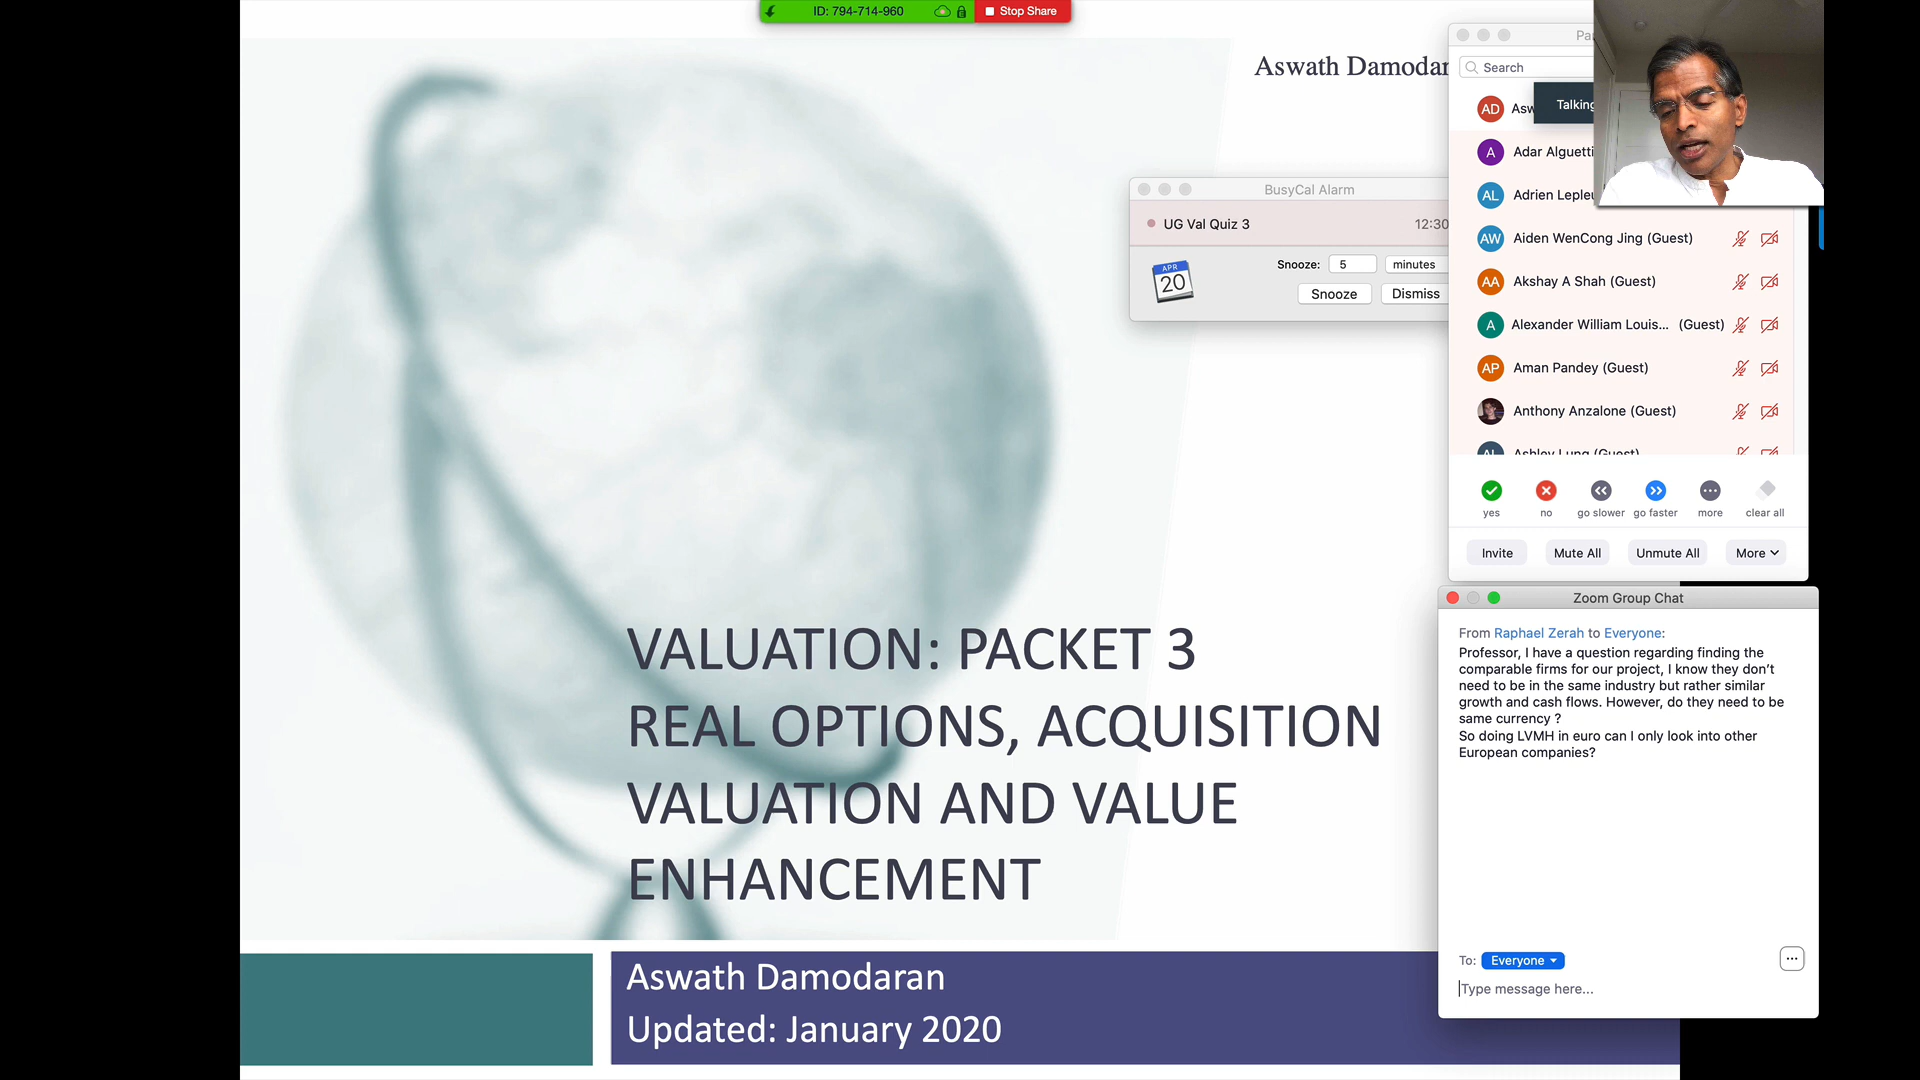 ID: 794-714-960
Stop Share
Aswath Damodar
Search
AD
Talking
A
Adar Alguetti
AL
AW
Aiden WenCong Jing (Guest)
AA
Akshay A Shah (Guest)
A
Alexander William Louis... (Guest)
AP
Aman Pandey (Guest)
Anthony Anzalone (Guest)
Ashley Lung (Guest)
yes
no
go slower
go faster
more
clear all
Invite
Mute All
Unmute All
More
BusyCal Alarm
UG Val Quiz 3
12:30
APR
20
Snooze:
5
minutes
Snooze
Dismiss
VALUATION: PACKET 3
REAL OPTIONS, ACQUISITION
VALUATION AND VALUE
ENHANCEMENT
Aswath Damodaran
Updated: January 2020
Zoom Group Chat
From Raphael Zerah to Everyone:
Professor, I have a question regarding finding the
comparable firms for our project, I know they don't
need to be in the same industry but rather similar
growth and cash flows. However, do they need to be
same currency ?
So doing LVMH in euro can I only look into other
European companies?
To: Everyone
Type message here...